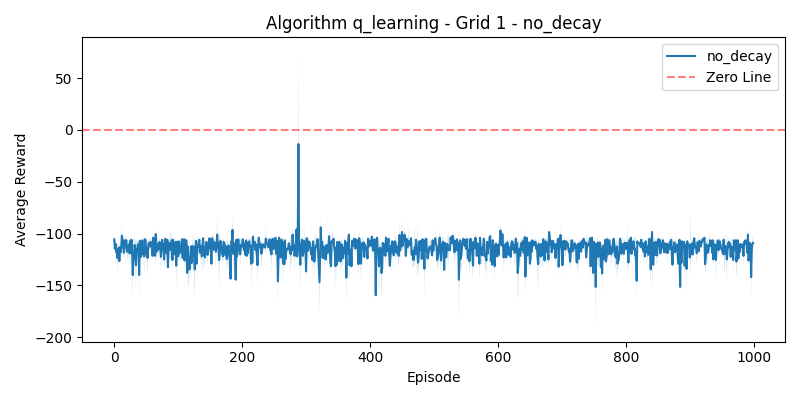 Algorithm q_learning - Grid 1 - no_decay
no_decay
Zero Line
50
0
−50
−100
−150
−200
Average Reward
0 200 400 600 800 1000
Episode